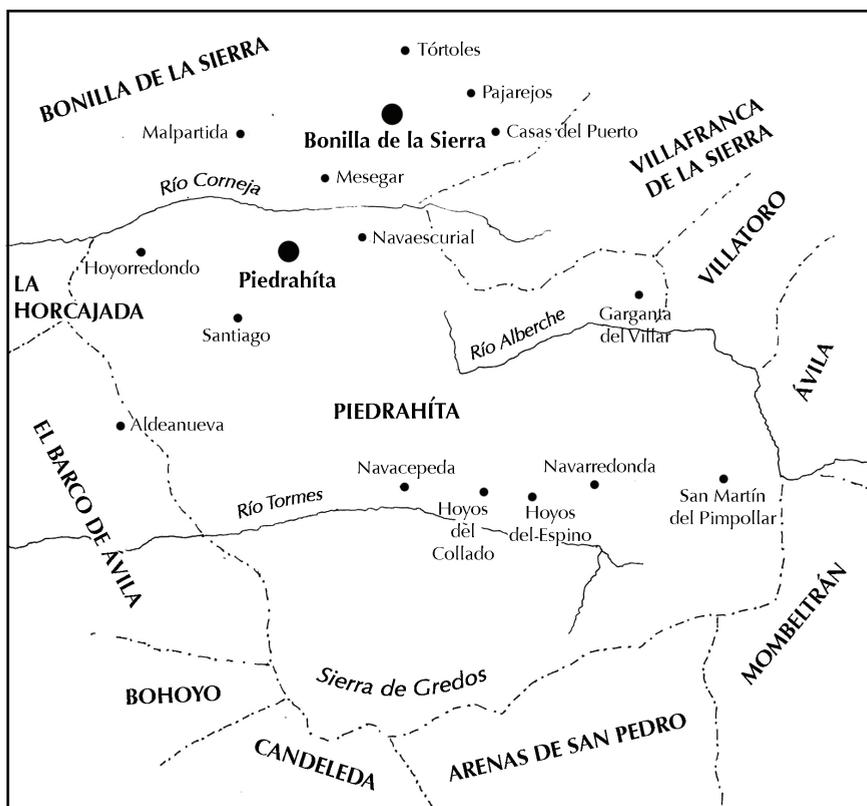 BONILLA DE LA SIERRA
Tórtoles
Pajarejos
Malpartida
Bonilla de la Sierra
Casas del Puerto
VILLAFRANCA
DE LA SIERRA
Mesegar
Río Corneja
VILLATORO
Navaescurial
Hoyorredondo
Piedrahíta
LA
HORCAJADA
Santiago
Río Alberche
Garganta
del Villar
ÁVILA
PIEDRAHÍTA
Aldeanueva
EL BARCO DE ÁVILA
Navacepeda
Navarredonda
Río Tormes
Hoyos
del
Collado
Hoyos
del-Espino
San Martín
del Pimpollar
MOMBELTRÁN
Sierra de Gredos
BOHOYO
CANDELEDA
ARENAS DE SAN PEDRO